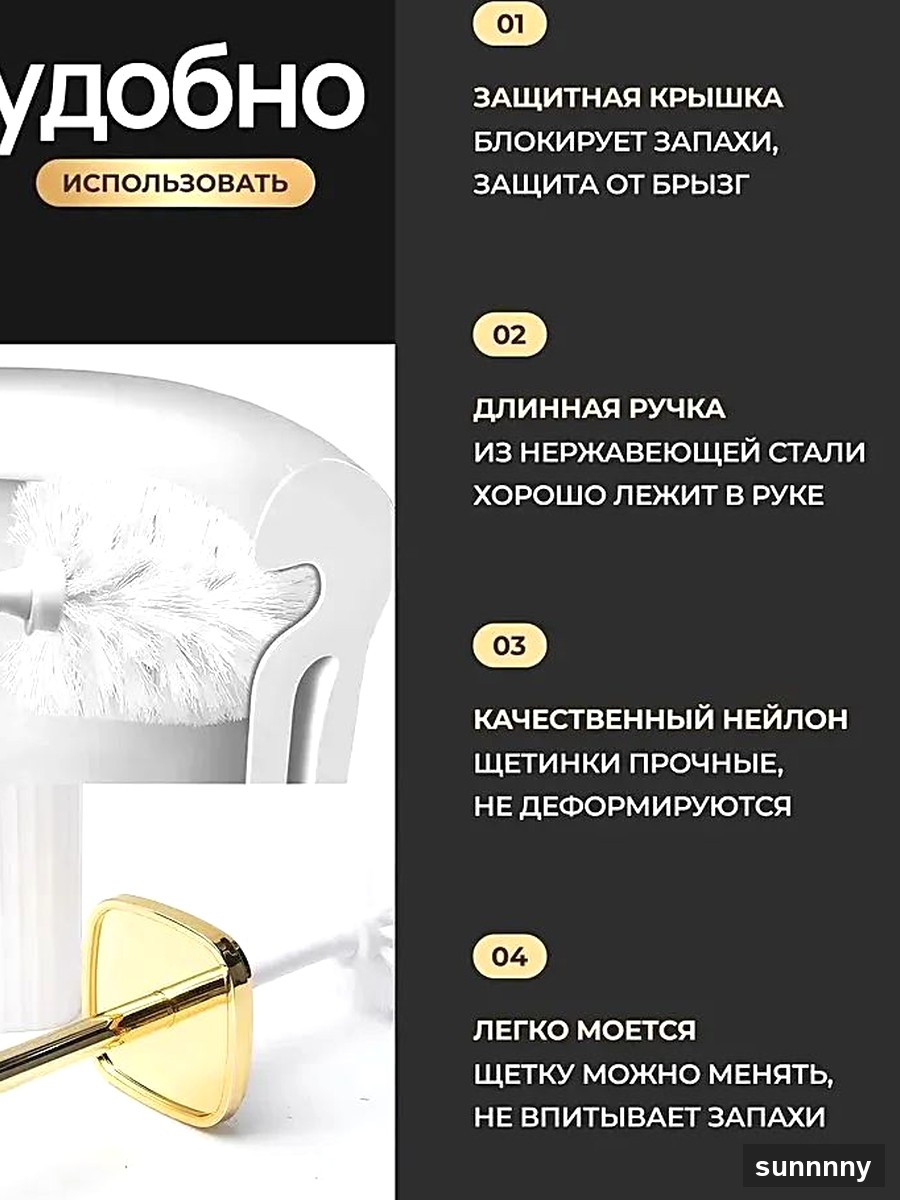 удобно
ИСПОЛЬЗОВАТЬ
01
ЗАЩИТНАЯ КРЫШКА
БЛОКИРУЕТ ЗАПАХИ,
ЗАЩИТА ОТ БРЫЗГ
02
ДЛИННАЯ РУЧКА
ИЗ НЕРЖАВЕЮЩЕЙ СТАЛИ
ХОРОШО ЛЕЖИТ В РУКЕ
03
КАЧЕСТВЕННЫЙ НЕЙЛОН
ЩЕТИНКИ ПРОЧНЫЕ,
НЕ ДЕФОРМИРУЮТСЯ
04
ЛЕГКО МОЕТСЯ
ЩЕТКУ МОЖНО МЕНЯТЬ,
НЕ ВПИТЫВАЕТ ЗАПАХИ
sunnnny